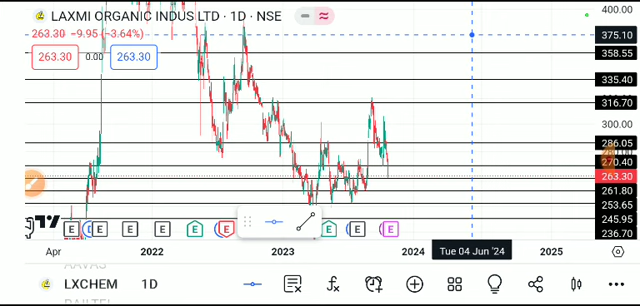 LAXMI ORGANIC INDUS LTD · 1D · NSE
263.30 −9.95 (−3.64%)
263.30 0.00 263.30
400.00
375.10
358.55
335.40
316.70
300.00
286.05
270.40
263.30
261.80
253.65
245.95
236.70
E E E E E E E E E
Apr 2022 2023 2024 Tue 04 Jun '24 2025
LXCHEM 1D